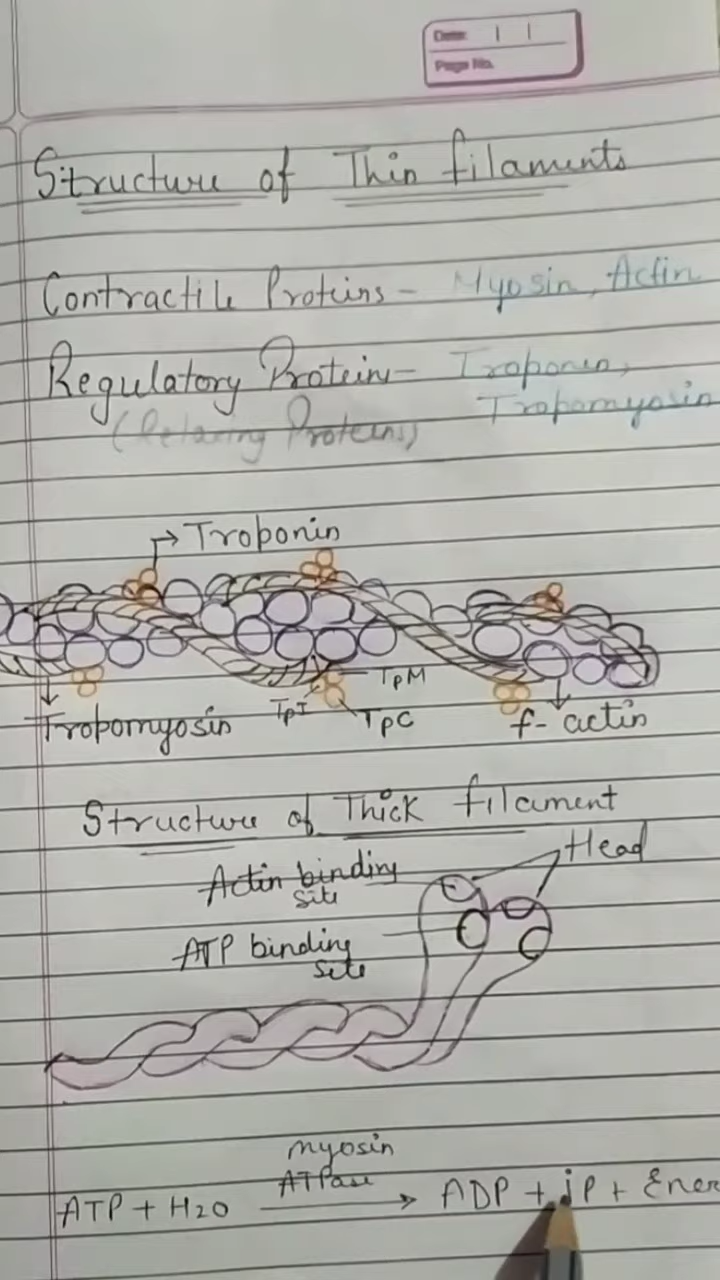 Date: | |
Page No.
Structure of Thin filaments
Contractile Proteins - Myosin, Actin
Regulatory Protein - Troponin,
Tropomyosin
(Relaxing Proteins)
Troponin
TpM
TpI
TpC
Tropomyosin
f-actin
Structure of Thick filament
Head
Actin binding
site
ATP binding
site
myosin
ATPase
ATP + H2O → ADP + iP + Ener